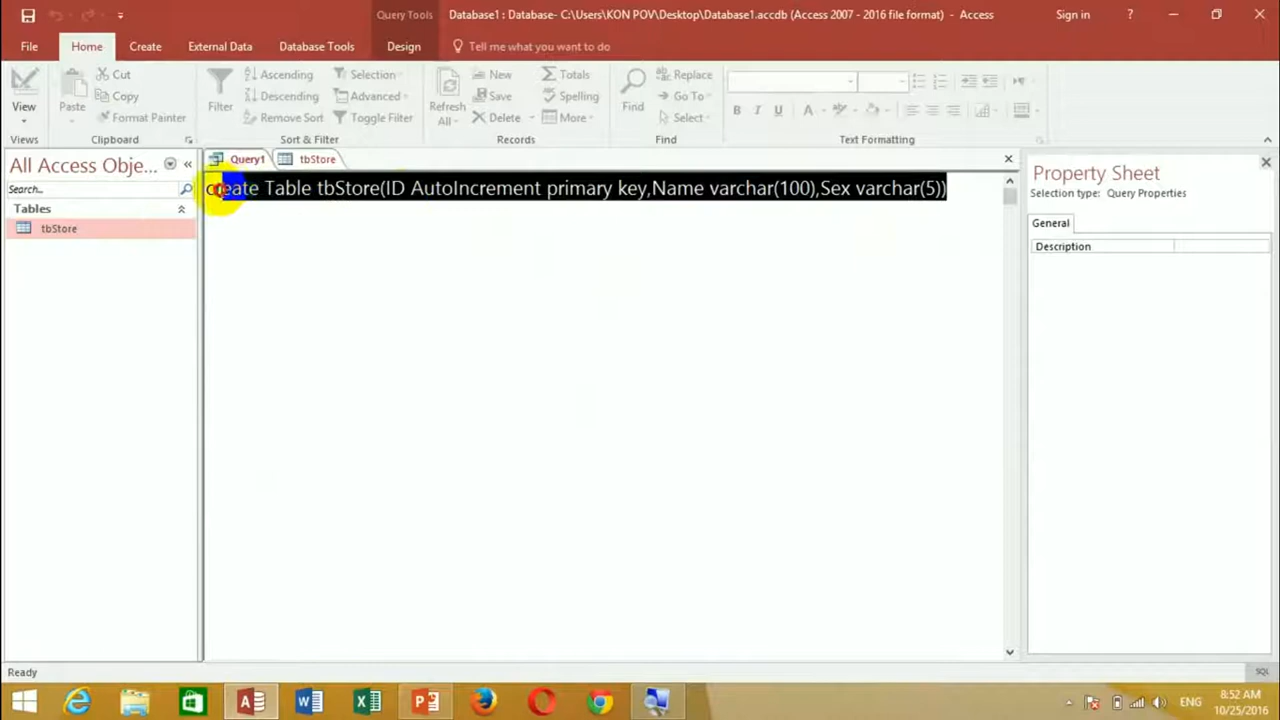 Query Tools
Database1 : Database- C:\Users\KON POV\Desktop\Database1.accdb (Access 2007 - 2016 file format) - Access
Sign in
?
File Home Create External Data Database Tools Design Tell me what you want to do
View
Views
Paste
Cut
Copy
Format Painter
Clipboard
Filter
Ascending
Descending
Remove Sort
Selection
Advanced
Toggle Filter
Sort & Filter
Refresh All
New
Save
Delete
Totals
Spelling
More
Records
Find
Replace
Go To
Select
Find
B I U A
Text Formatting
All Access Obje...
Search...
Tables
tbStore
Query1
tbStore
create Table tbStore(ID AutoIncrement primary key,Name varchar(100),Sex varchar(5))
Property Sheet
Selection type: Query Properties
General
Description
Ready
SQL
ENG
8:52 AM
10/25/2016